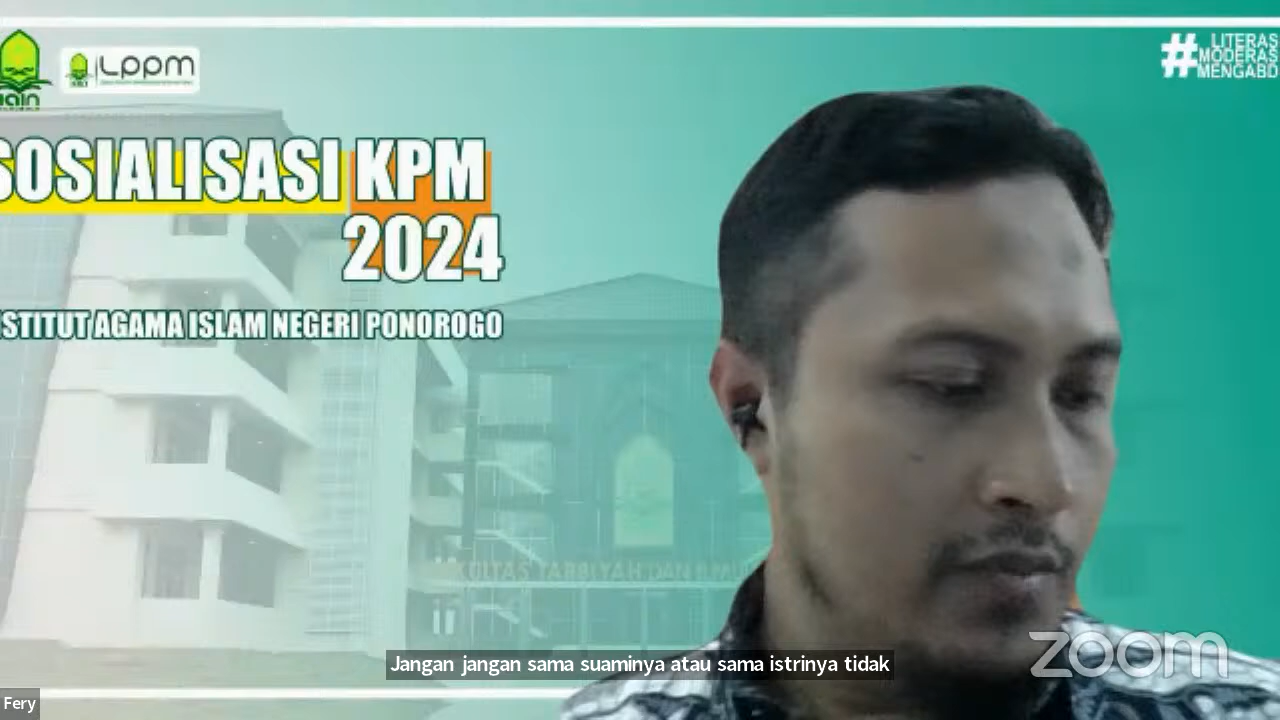 iain
LPPM
#LITERAS
MODERAS
MENGABD
SOSIALISASI KPM
2024
STITUT AGAMA ISLAM NEGERI PONOROGO
Jangan jangan sama suaminya atau sama istrinya tidak
zoom
Fery